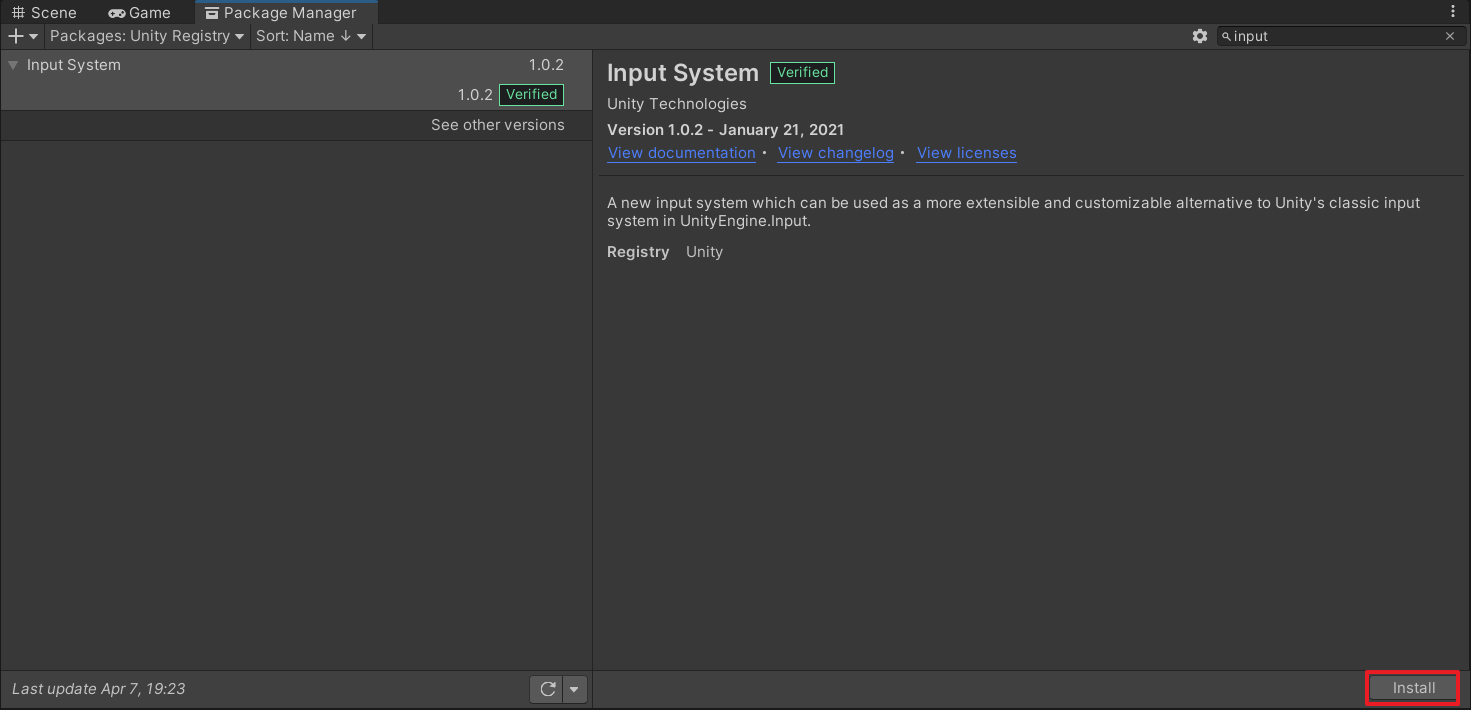 Scene Game Package Manager
Packages: Unity Registry Sort: Name ↓ input
Input System 1.0.2
1.0.2 Verified
See other versions
Input System Verified
Unity Technologies
Version 1.0.2 - January 21, 2021
View documentation • View changelog • View licenses
A new input system which can be used as a more extensible and customizable alternative to Unity's classic input
system in UnityEngine.Input.
Registry Unity
Last update Apr 7, 19:23
Install